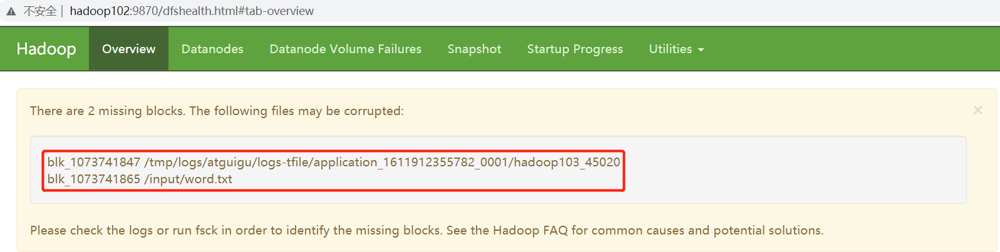 不安全 | hadoop102:9870/dfshealth.html#tab-overview
Hadoop Overview Datanodes Datanode Volume Failures Snapshot Startup Progress Utilities
There are 2 missing blocks. The following files may be corrupted: ×
blk_1073741847 /tmp/logs/atguigu/logs-tfile/application_1611912355782_0001/hadoop103_45020
blk_1073741865 /input/word.txt
Please check the logs or run fsck in order to identify the missing blocks. See the Hadoop FAQ for common causes and potential solutions.